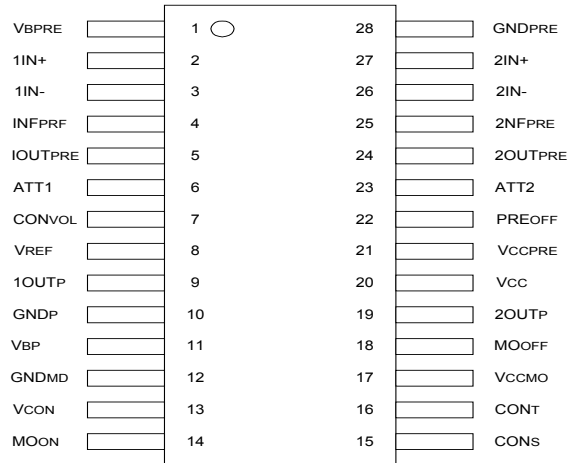 VBPRE 1 28 GNDPRE
1IN+ 2 27 2IN+
1IN- 3 26 2IN-
INFPRF 4 25 2NFPRE
IOUTPRE 5 24 2OUTPRE
ATT1 6 23 ATT2
CONVOL 7 22 PREOFF
VREF 8 21 VCCPRE
1OUTP 9 20 VCC
GNDP 10 19 2OUTP
VBP 11 18 MOOFF
GNDMD 12 17 VCCMO
VCON 13 16 CONT
MOON 14 15 CONS